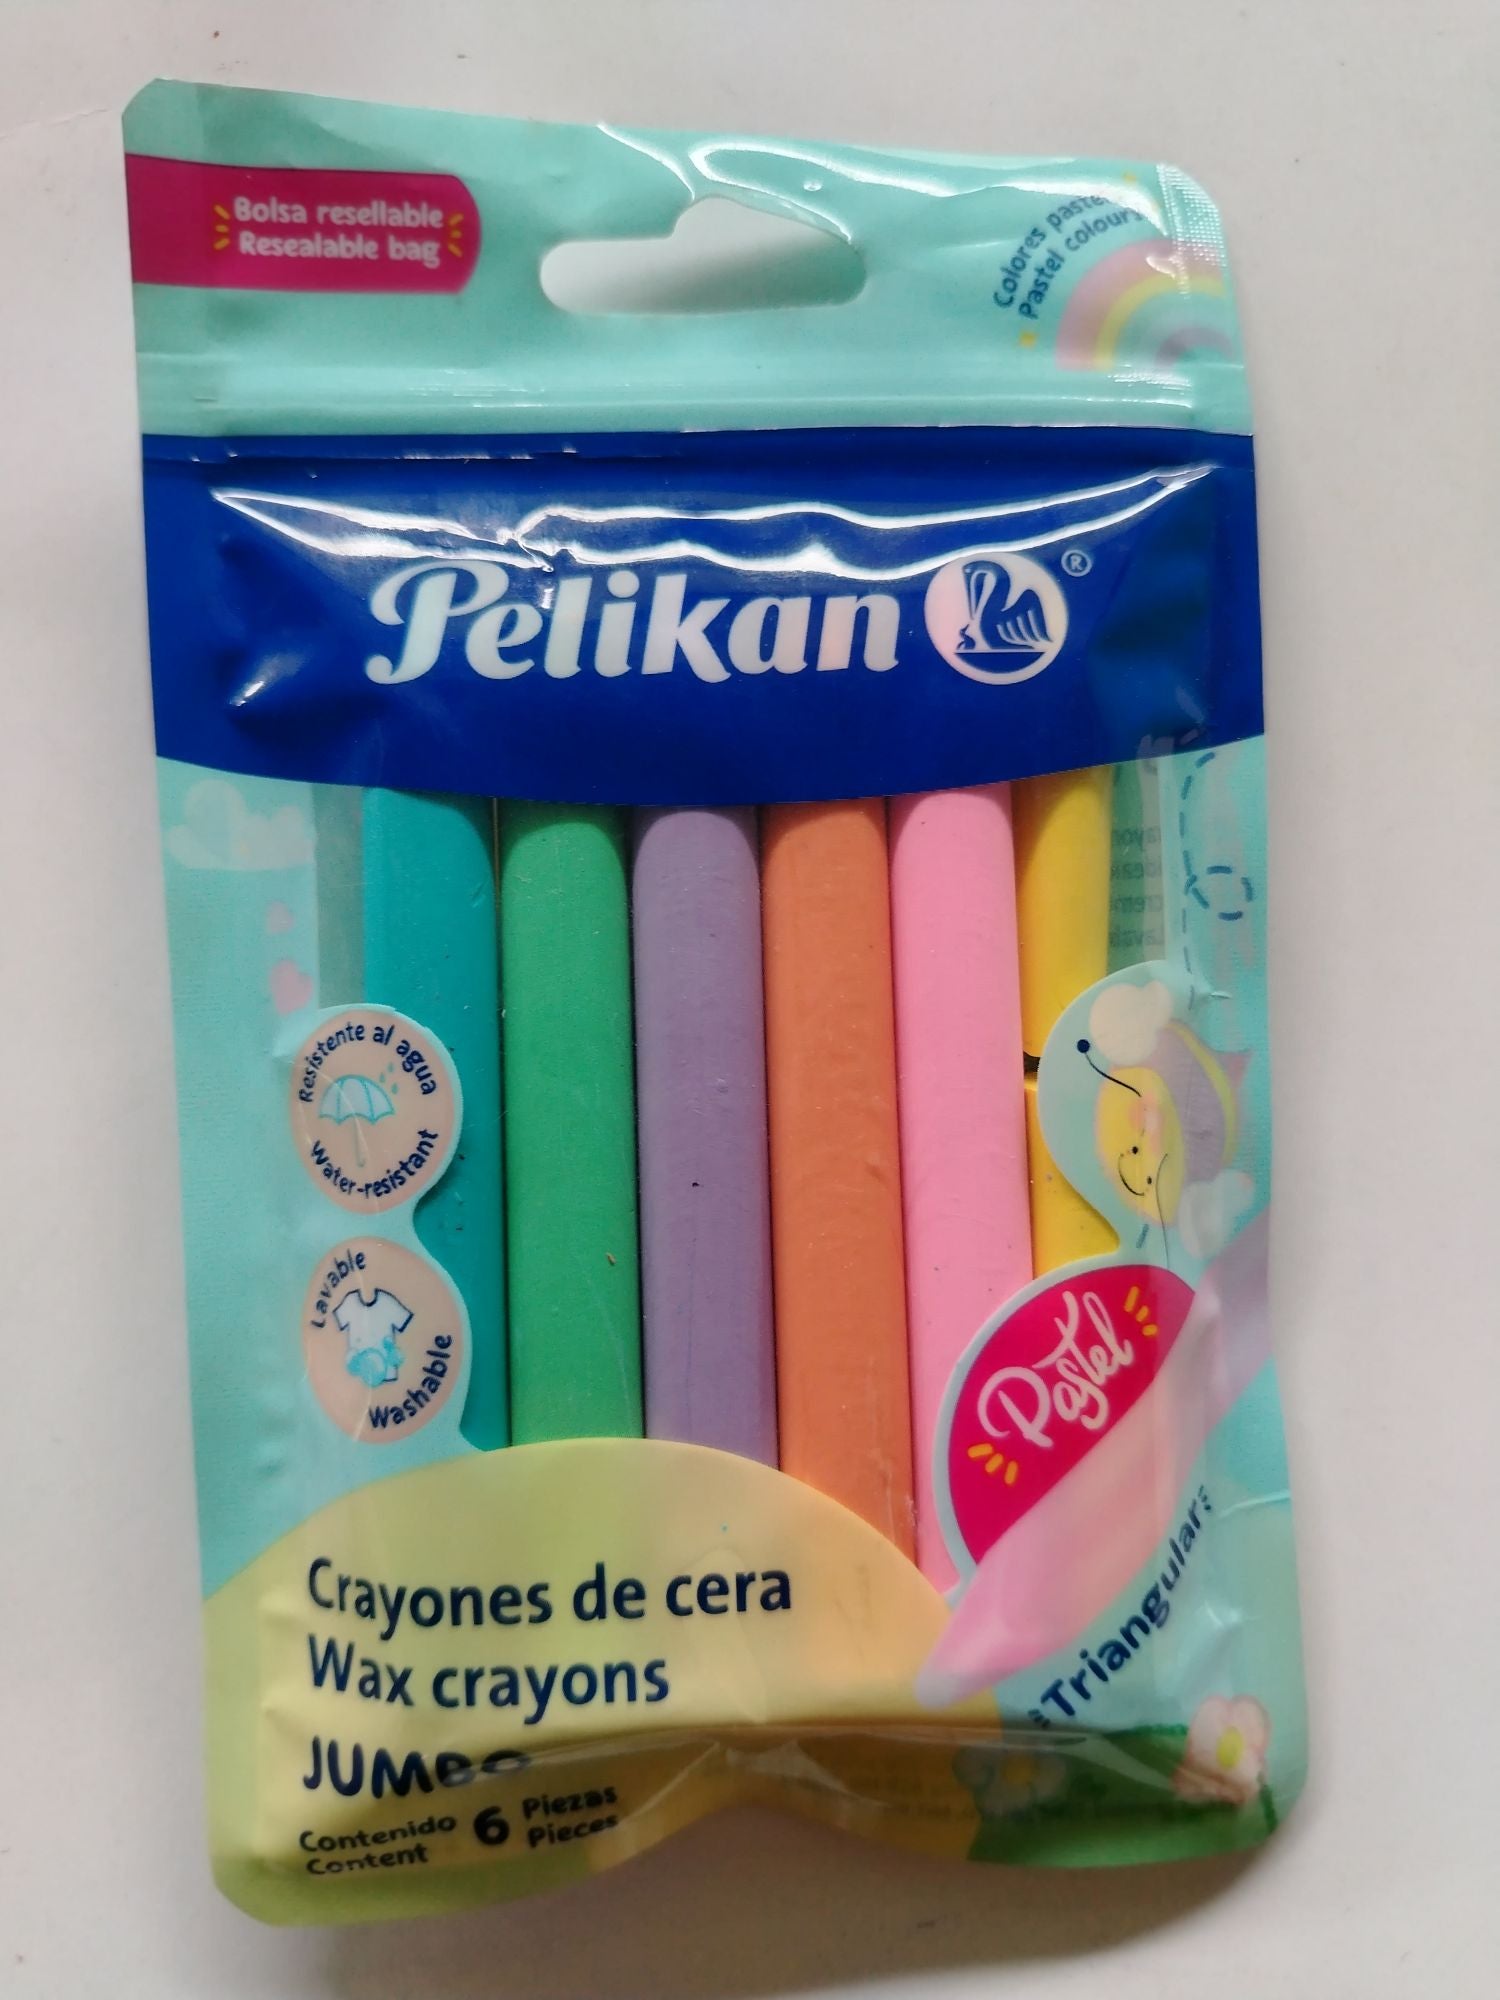 Bolsa resellable
Resealable bag
Colores pastel
Pastel colours
Pelikan ®
Resistente al agua
Water-resistant
Lavable
Washable
Pastel
Triangular
Crayones de cera
Wax crayons
JUMBO
Contenido 6 Piezas
Content Pieces